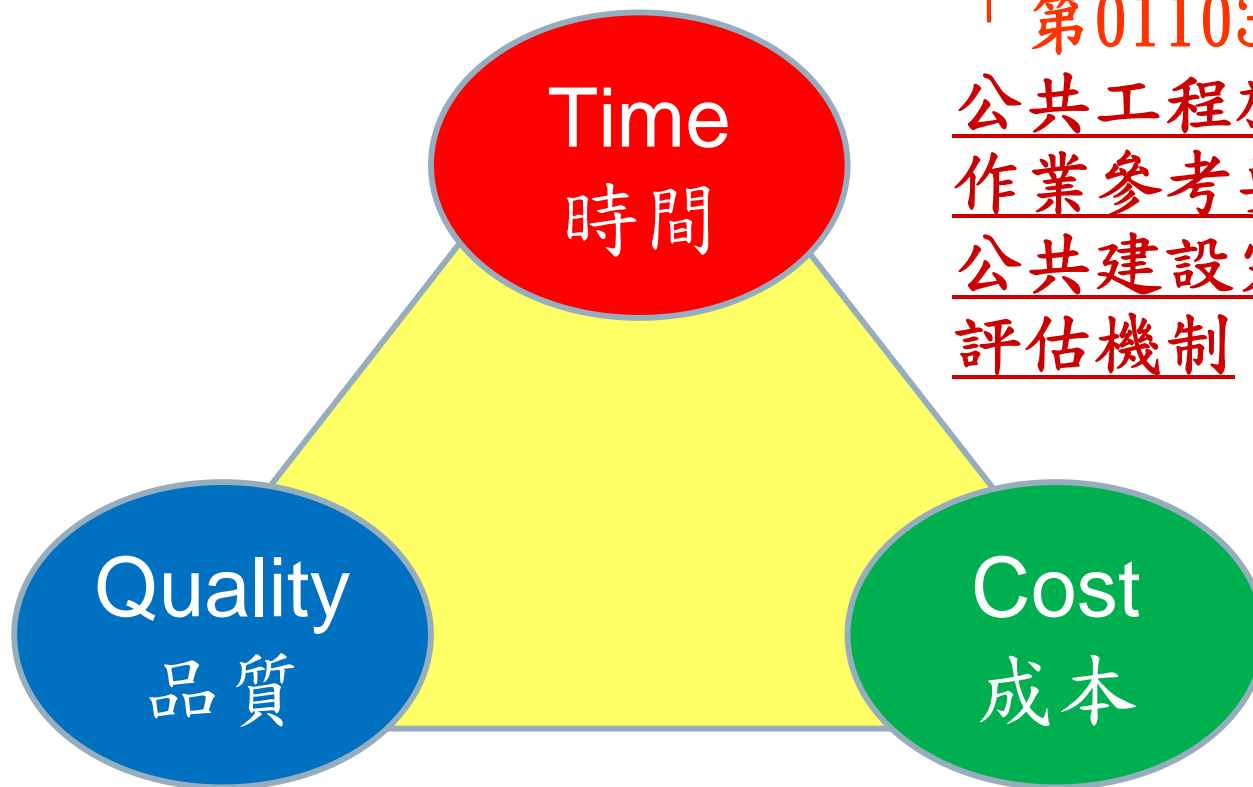 「第0110
公共工程
作業參考
公共建設
評估機制
Time
時間
Quality
品質
Cost
成本